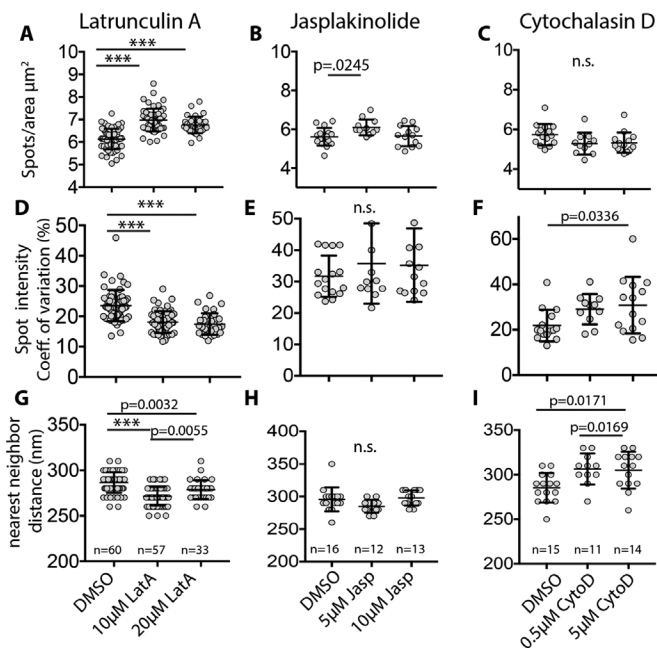 Latrunculin A
Jasplakinolide
Cytochalasin D
A
B
C
Spots/area µm²
10
9
8
7
6
5
4
***
***
10
8
6
4
p=.0245
10
8
6
4
n.s.
D
E
F
Spot intensity
Coeff. of variation (%)
50
40
30
20
10
0
***
***
50
40
30
20
10
0
n.s.
60
40
20
0
p=0.0336
G
H
I
nearest neighbor
distance (nm)
350
300
250
200
p=0.0032
***
p=0.0055
n=60
n=57
n=33
400
350
300
250
200
n.s.
n=16
n=12
n=13
350
300
250
200
p=0.0171
p=0.0169
n=15
n=11
n=14
DMSO
10µM LatA
20µM LatA
DMSO
5µM Jasp
10µM Jasp
DMSO
0.5µM CytoD
5µM CytoD